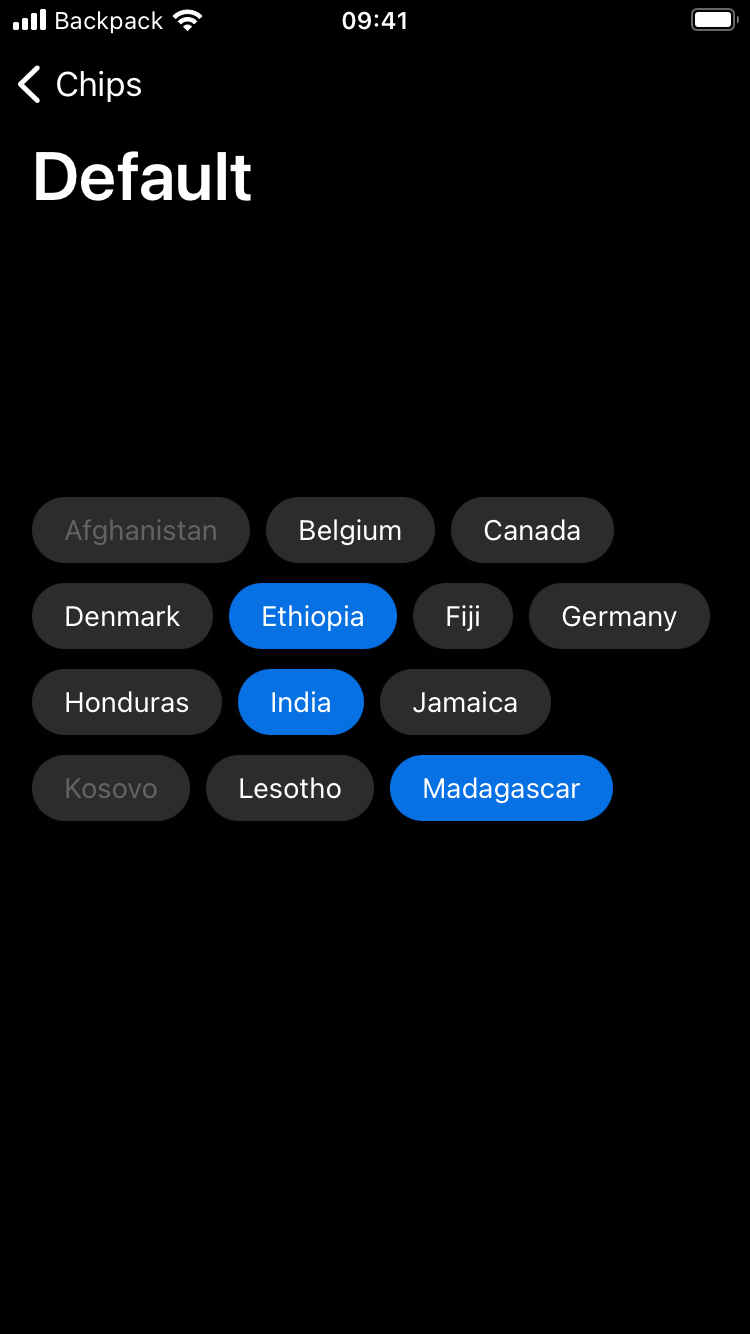 Backpack 09:41
Chips
Default
Afghanistan Belgium Canada
Denmark Ethiopia Fiji Germany
Honduras India Jamaica
Kosovo Lesotho Madagascar